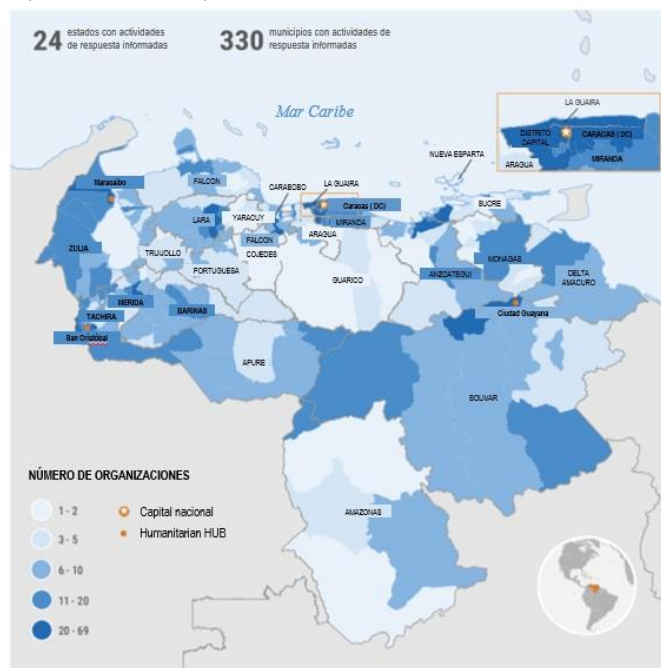 24 estados con actividades
de respuesta informadas
330 municipios con actividades de
respuesta informadas
LA GUAIRA
DISTRITO
CAPITAL
CARACAS ( DC)
ARAGUA
MIRANDA
Mar Caribe
NUEVA ESPARTA
Maracaibo
FALCON
CARABOBO
LA GUAIRA
Caracas ( DC)
SUCRE
LARA
YARACUY
MIRANDA
ZULIA
FALCON
ARAGUA
TRUJOLLO
COJEDES
MONAGAS
PORTUGUESA
ANZOATEGUI
DELTA
AMACURO
GUARICO
MERIDA
BARINAS
TACHIRA
Ciudad Guayana
San Cristobal
APURE
BOLIVAR
NÚMERO DE ORGANIZACIONES
1 - 2
3 - 5
6 - 10
11 - 20
20 - 69
Capital nacional
Humanitarian HUB
AMAZONAS